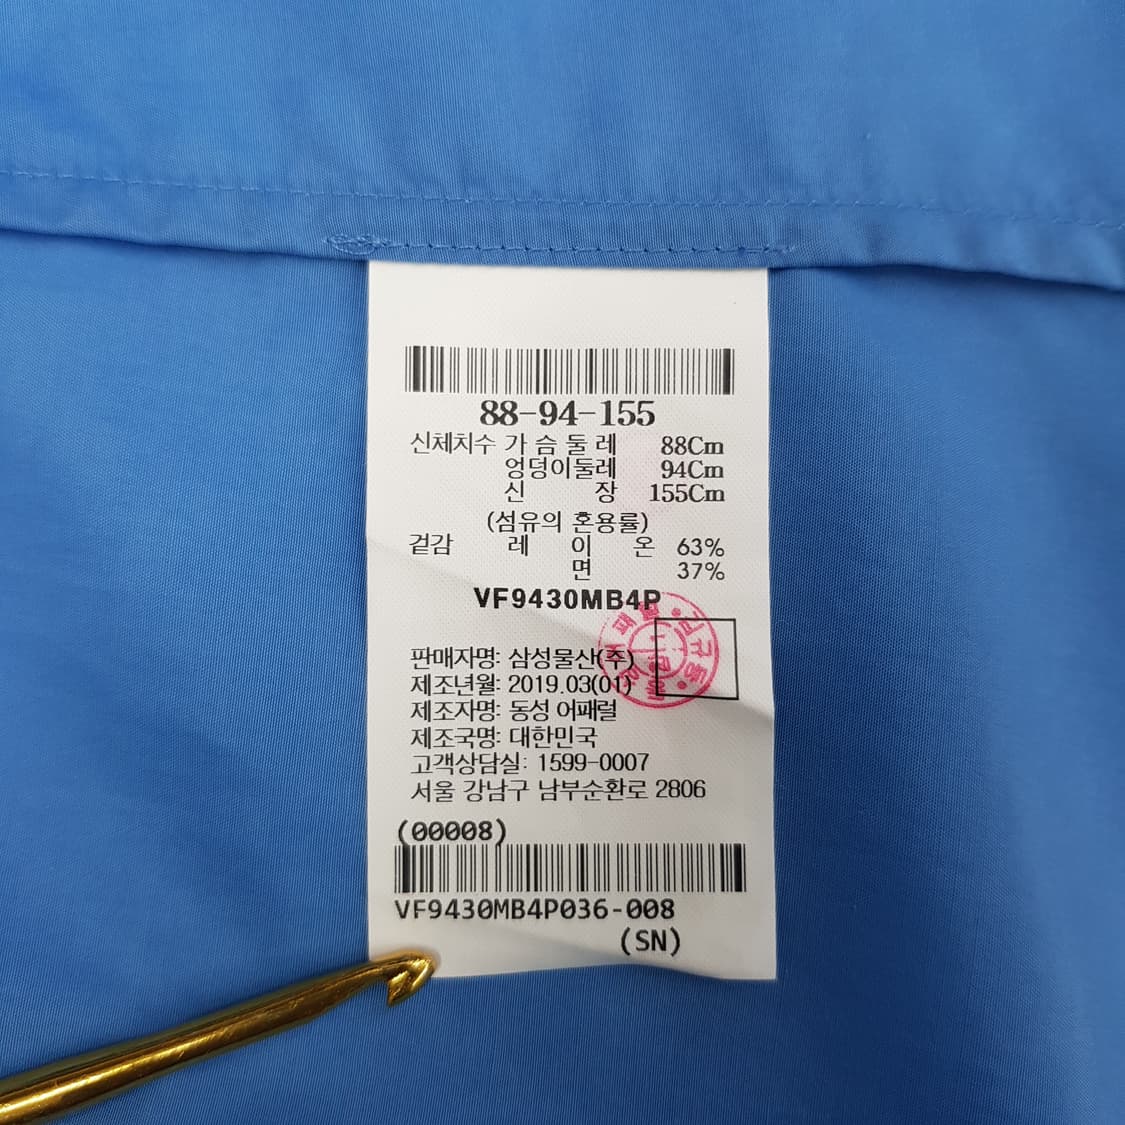 88-94-155
신체치수 가 슴 둘 레 88Cm
엉덩이둘레 94Cm
신 장 155Cm
(섬유의 혼용률)
겉감 레 이 온 63%
면 37%
VF9430MB4P
판매자명: 삼성물산(주)
제조년월: 2019.03(01)
제조자명: 동성 어패럴
제조국명: 대한민국
고객상담실: 1599-0007
서울 강남구 남부순환로 2806
(00008)
VF9430MB4P036-008
(SN)